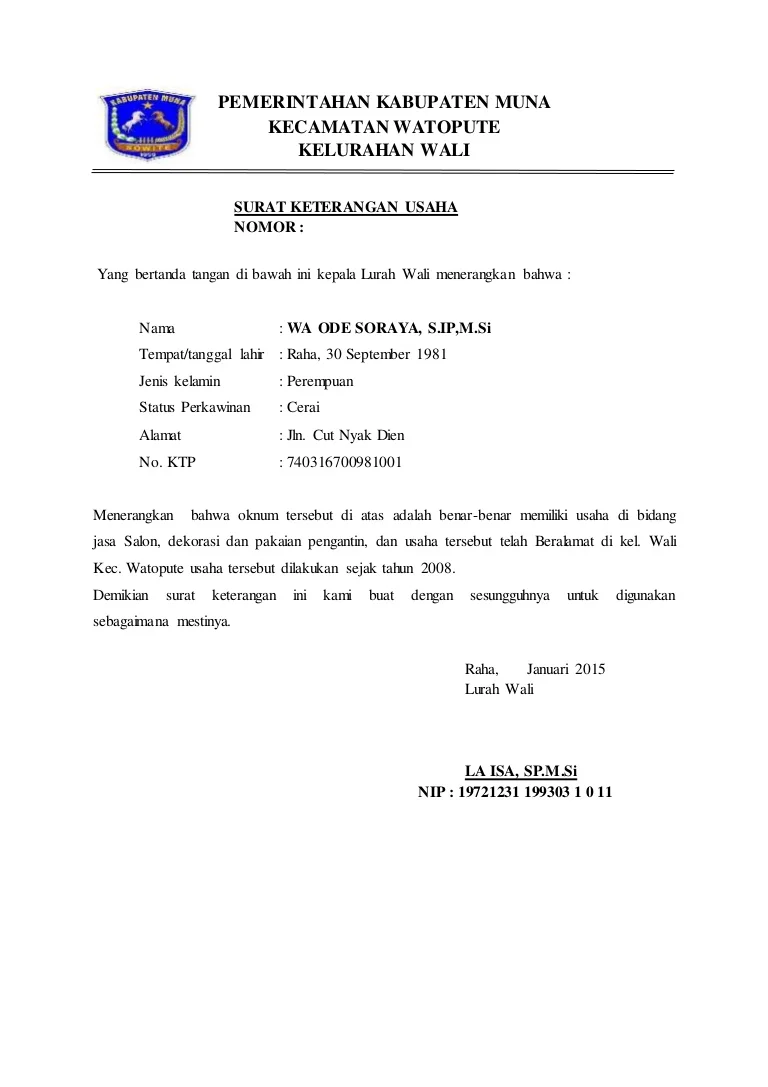 KABUPATEN MUNA
SOWITE
PEMERINTAHAN KABUPATEN MUNA
KECAMATAN WATOPUTE
KELURAHAN WALI
SURAT KETERANGAN USAHA
NOMOR :
Yang bertanda tangan di bawah ini kepala Lurah Wali menerangkan bahwa :
Nama : WA ODE SORAYA, S.IP,M.Si
Tempat/tanggal lahir : Raha, 30 September 1981
Jenis kelamin : Perempuan
Status Perkawinan : Cerai
Alamat : Jln. Cut Nyak Dien
No. KTP : 740316700981001
Menerangkan bahwa oknum tersebut di atas adalah benar-benar memiliki usaha di bidang
jasa Salon, dekorasi dan pakaian pengantin, dan usaha tersebut telah Beralamat di kel. Wali
Kec. Watopute usaha tersebut dilakukan sejak tahun 2008.
Demikian surat keterangan ini kami buat dengan sesungguhnya untuk digunakan
sebagaimana mestinya.
Raha, Januari 2015
Lurah Wali
LA ISA, SP.M.Si
NIP : 19721231 199303 1 0 11